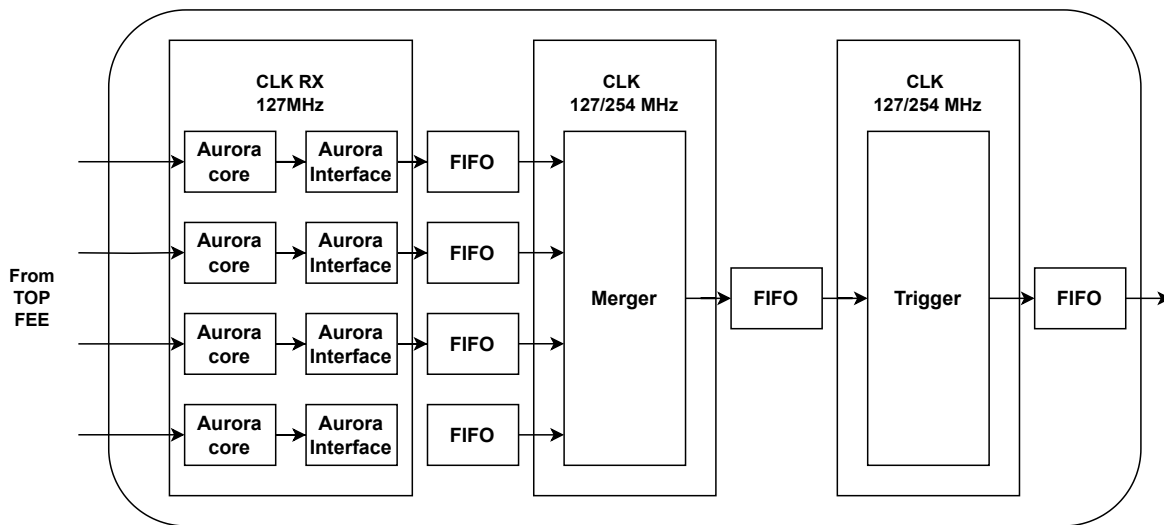 CLK RX
127MHz
CLK
127/254 MHz
CLK
127/254 MHz
Aurora
core
Aurora
Interface
FIFO
Aurora
core
Aurora
Interface
FIFO
From
TOP
FEE
Merger
FIFO
Trigger
FIFO
Aurora
core
Aurora
Interface
FIFO
Aurora
core
Aurora
Interface
FIFO